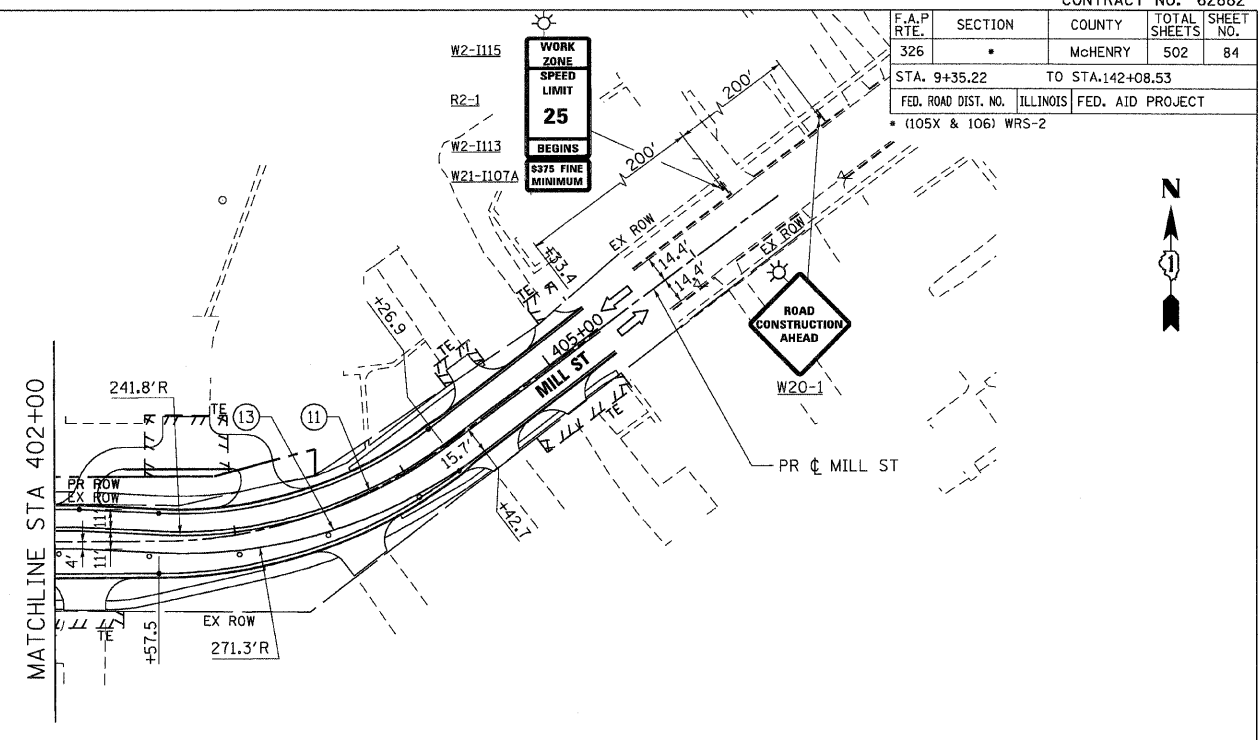 CONTRACT NO. 62882
F.A.P RTE.
SECTION
COUNTY
TOTAL SHEETS
SHEET NO.
326
*
McHENRY
502
84
STA. 9+35.22 TO STA.142+08.53
FED. ROAD DIST. NO.
ILLINOIS
FED. AID PROJECT
* (105X & 106) WRS-2
W2-I115
WORK
ZONE
R2-1
SPEED
LIMIT
25
W2-I113
BEGINS
W21-I107A
$375 FINE
MINIMUM
200'
200'
N
1
EX ROW
EX ROW
14.4'
14.4'
+33.4
TE
+26.9
TE
405+00
MILL ST
ROAD
CONSTRUCTION
AHEAD
W20-1
TE
PR ℄ MILL ST
241.8'R
TE
13
11
15.7'
+42.7
MATCHLINE STA 402+00
PR ROW
EX ROW
11'
4'
11'
TE
+57.5
EX ROW
271.3'R